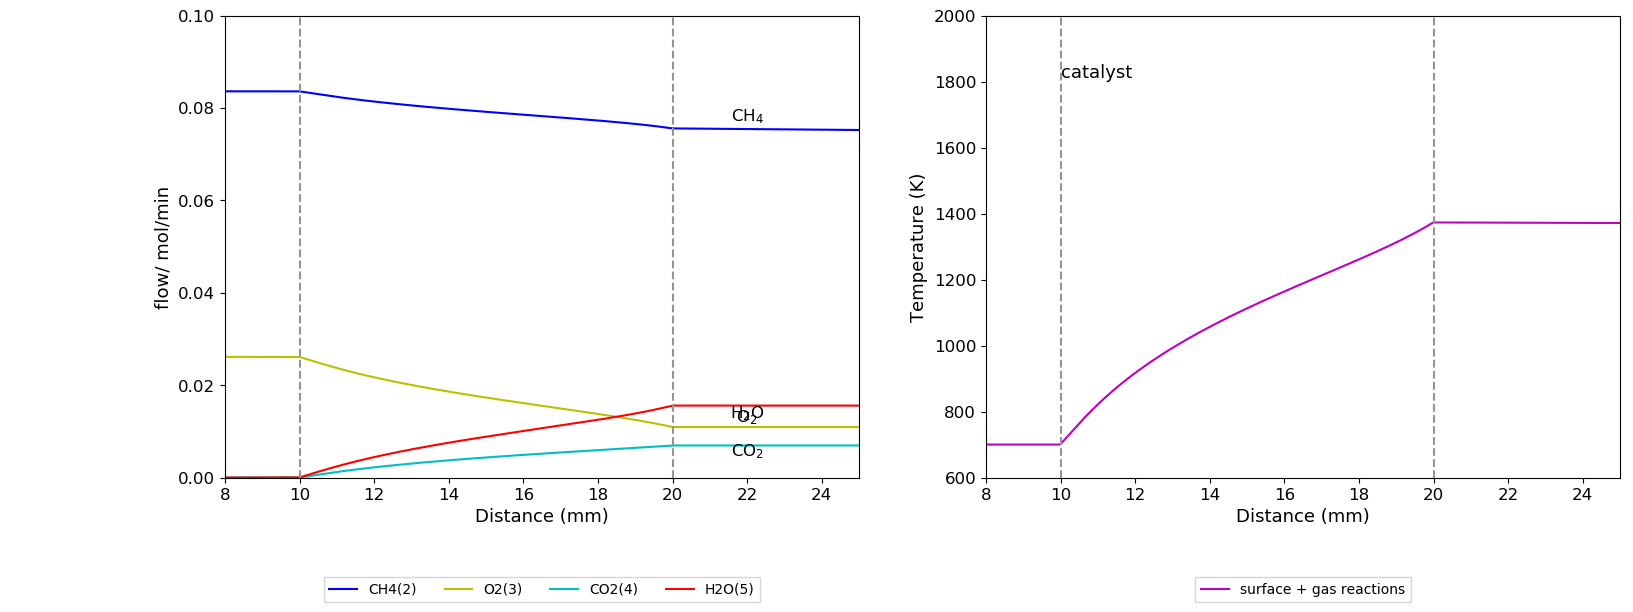 0.10
0.08
0.06
0.04
0.02
0.00
flow/ mol/min
CH₄
H₂O
O₂
CO₂
8 10 12 14 16 18 20 22 24
Distance (mm)
CH4(2) O2(3) CO2(4) H2O(5)
2000
1800
1600
1400
1200
1000
800
600
Temperature (K)
catalyst
8 10 12 14 16 18 20 22 24
Distance (mm)
surface + gas reactions